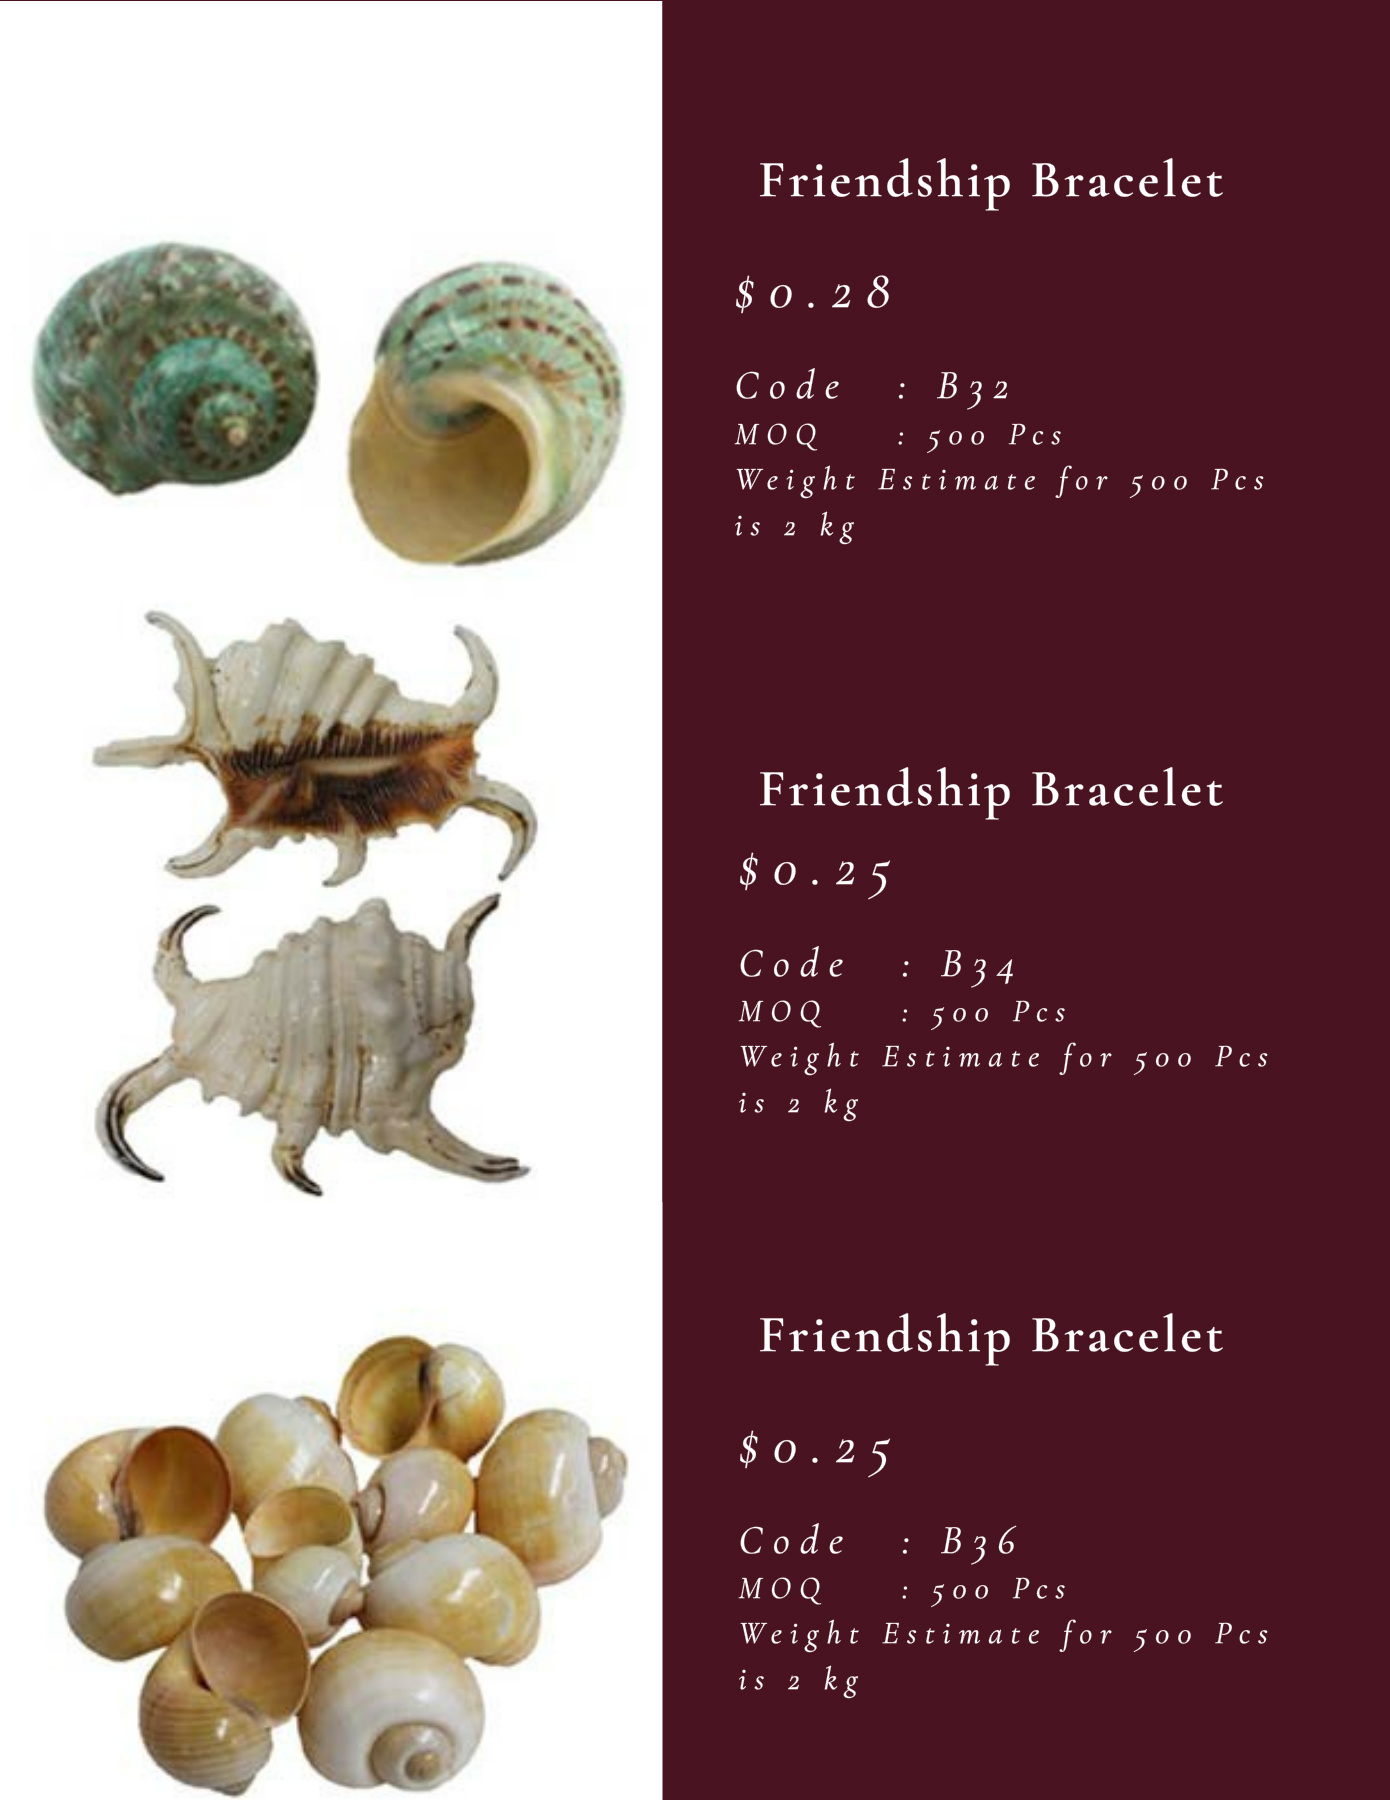 Friendship Bracelet
$0.28
Code : B32
MOQ : 500 Pcs
Weight Estimate for 500 Pcs
is 2 kg
Friendship Bracelet
$0.25
Code : B34
MOQ : 500 Pcs
Weight Estimate for 500 Pcs
is 2 kg
Friendship Bracelet
$0.25
Code : B36
MOQ : 500 Pcs
Weight Estimate for 500 Pcs
is 2 kg